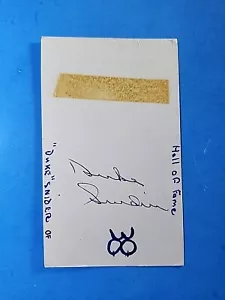 "DUKE" SNIDER OF
Hall OF Fame
Duke
Snider